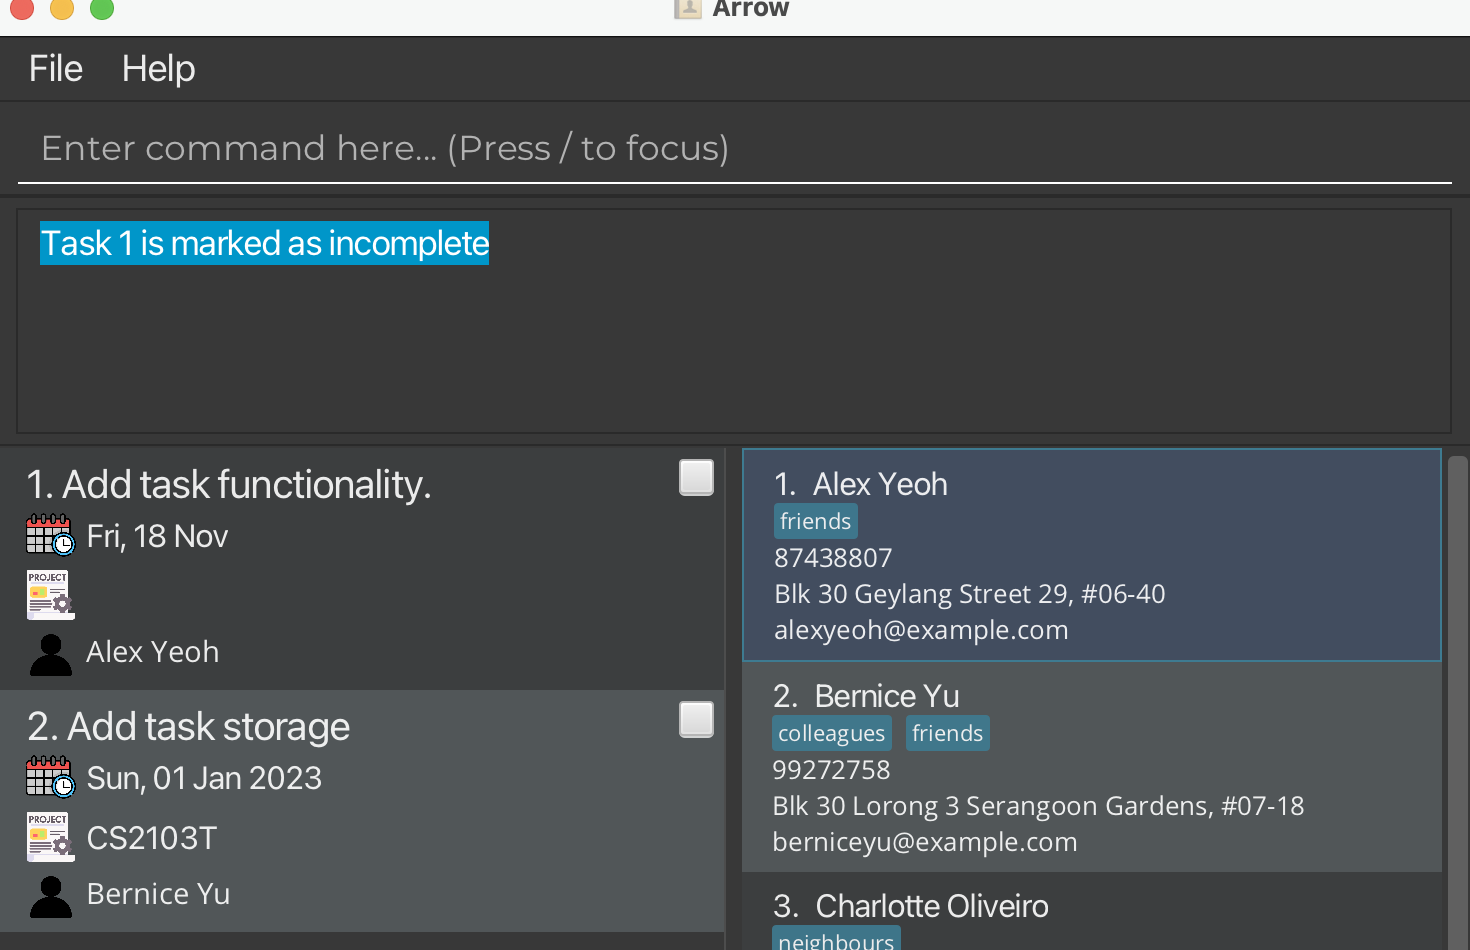 Arrow
File Help
Enter command here... (Press / to focus)
Task 1 is marked as incomplete
1. Add task functionality.
Fri, 18 Nov
PROJECT
Alex Yeoh
2. Add task storage
Sun, 01 Jan 2023
PROJECT
CS2103T
Bernice Yu
1. Alex Yeoh
friends
87438807
Blk 30 Geylang Street 29, #06-40
alexyeoh@example.com
2. Bernice Yu
colleagues friends
99272758
Blk 30 Lorong 3 Serangoon Gardens, #07-18
berniceyu@example.com
3. Charlotte Oliveiro
neighbours